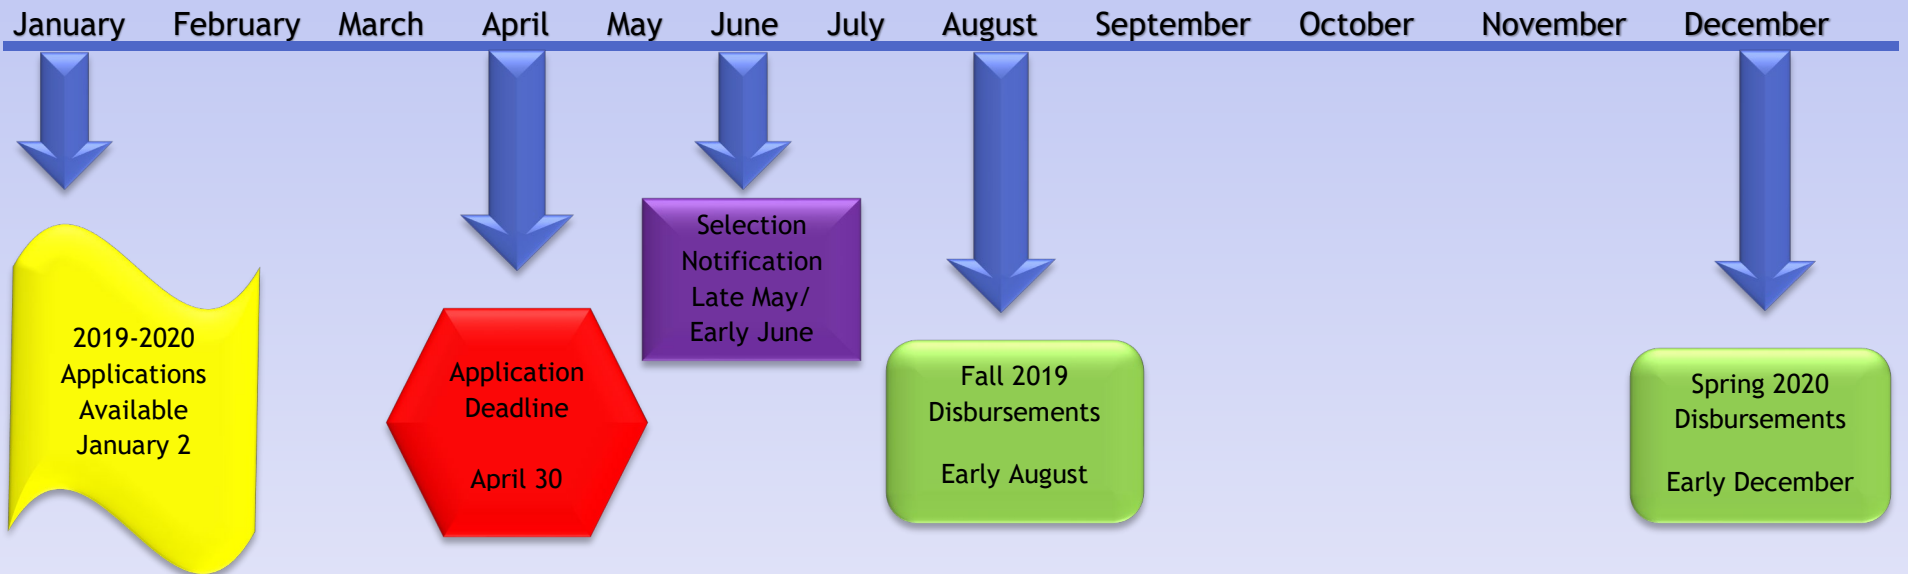 January February March April May June July August September October November December
2019-2020
Applications
Available
January 2
Application
Deadline
April 30
Selection
Notification
Late May/
Early June
Fall 2019
Disbursements
Early August
Spring 2020
Disbursements
Early December